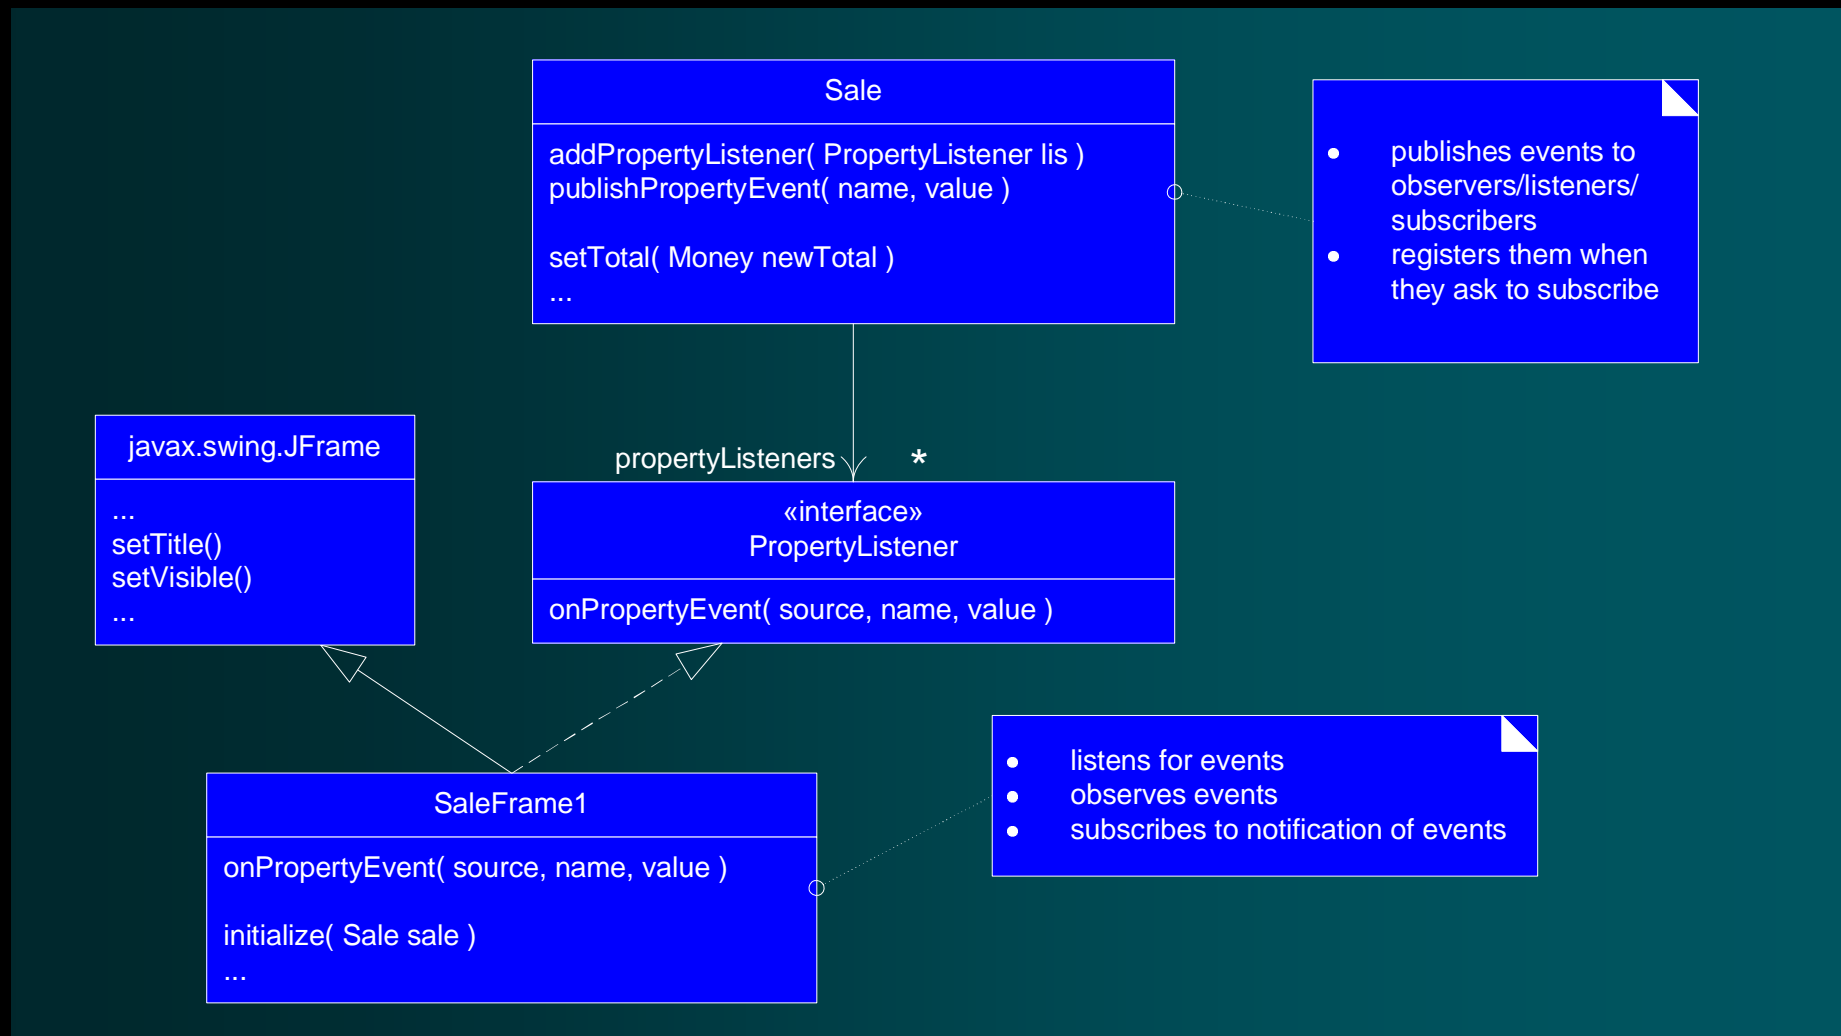 Sale
addPropertyListener( PropertyListener lis )
publishPropertyEvent( name, value )
setTotal( Money newTotal )
...
● publishes events to
observers/listeners/
subscribers
● registers them when
they ask to subscribe
javax.swing.JFrame
...
setTitle()
setVisible()
...
propertyListeners *
«interface»
PropertyListener
onPropertyEvent( source, name, value )
SaleFrame1
onPropertyEvent( source, name, value )
initialize( Sale sale )
...
● listens for events
● observes events
● subscribes to notification of events